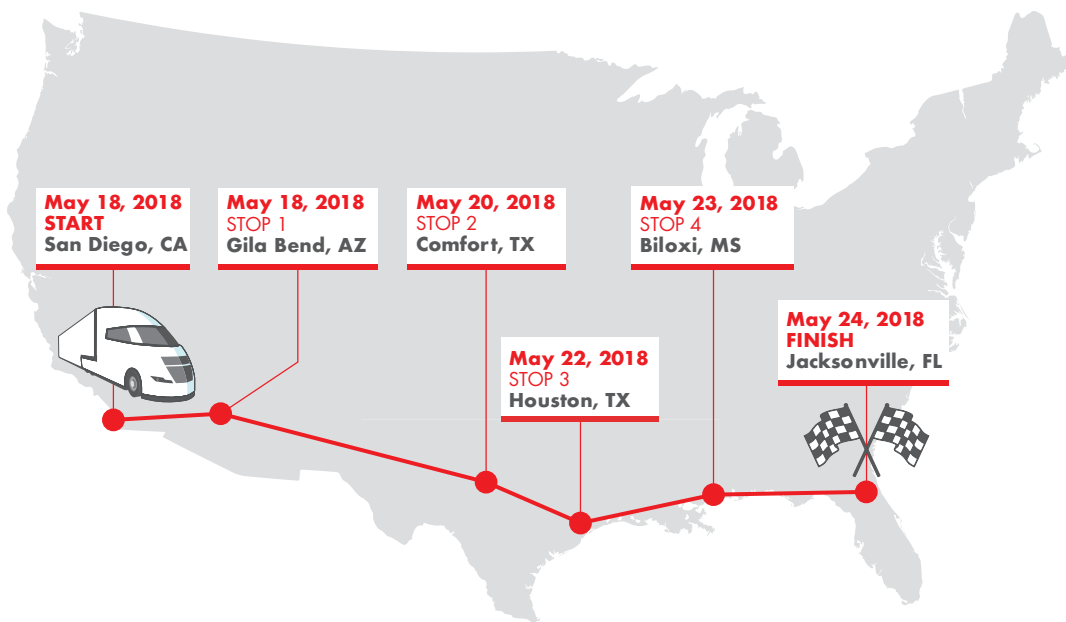 May 18, 2018
START
San Diego, CA
May 18, 2018
STOP 1
Gila Bend, AZ
May 20, 2018
STOP 2
Comfort, TX
May 22, 2018
STOP 3
Houston, TX
May 23, 2018
STOP 4
Biloxi, MS
May 24, 2018
FINISH
Jacksonville, FL